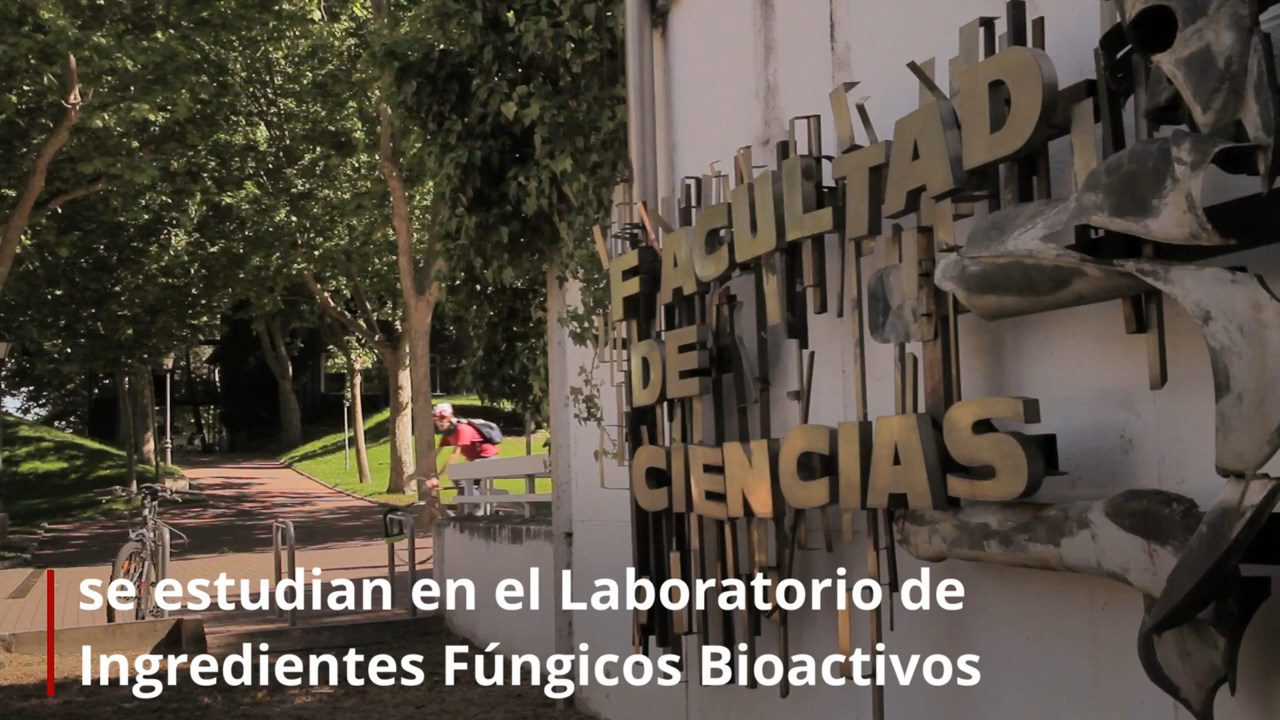 FACULTAD
DE
CIENCIAS
se estudian en el Laboratorio de
Ingredientes Fúngicos Bioactivos